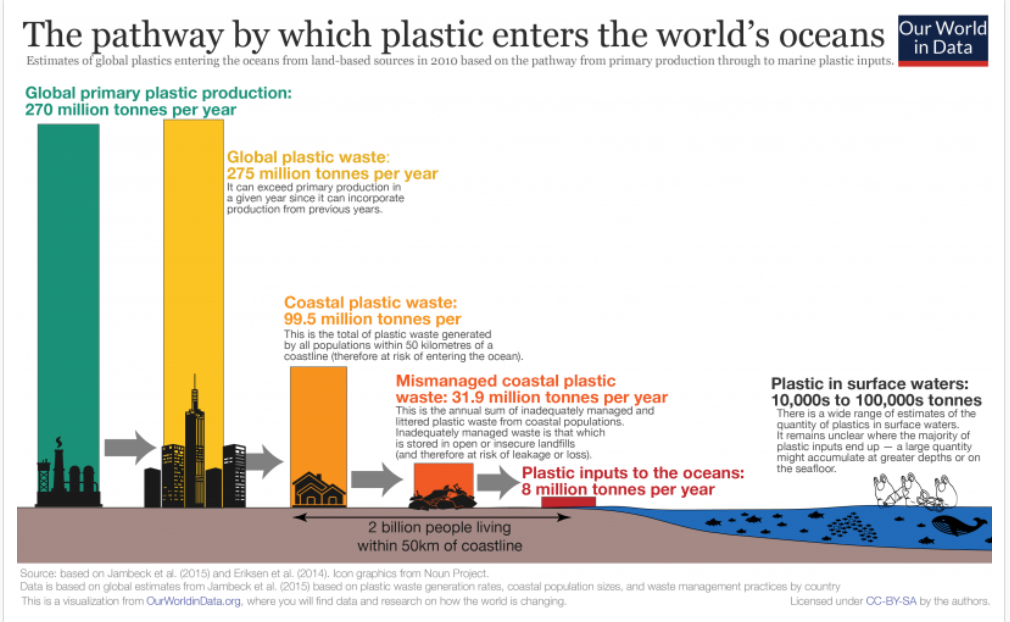 The pathway by which plastic enters the world's oceans
Our World
in Data
Estimates of global plastics entering the oceans from land-based sources in 2010 based on the pathway from primary production through to marine plastic inputs.
Global primary plastic production:
270 million tonnes per year
Global plastic waste:
275 million tonnes per year
It can exceed primary production in
a given year since it can incorporate
production from previous years.
Coastal plastic waste:
99.5 million tonnes per
This is the total of plastic waste generated
by all populations within 50 kilometres of a
coastline (therefore at risk of entering the ocean).
Mismanaged coastal plastic
waste: 31.9 million tonnes per year
This is the annual sum of inadequately managed and
littered plastic waste from coastal populations.
Inadequately managed waste is that which
is stored in open or insecure landfills
(and therefore at risk of leakage or loss).
Plastic inputs to the oceans:
8 million tonnes per year
Plastic in surface waters:
10,000s to 100,000s tonnes
There is a wide range of estimates of the
quantity of plastics in surface waters.
It remains unclear where the majority of
plastic inputs end up — a large quantity
might accumulate at greater depths or on
the seafloor.
2 billion people living
within 50km of coastline
Source: based on Jambeck et al. (2015) and Eriksen et al. (2014). Icon graphics from Noun Project.
Data is based on global estimates from Jambeck et al. (2015) based on plastic waste generation rates, coastal population sizes, and waste management practices by country
This is a visualization from OurWorldinData.org, where you will find data and research on how the world is changing.
Licensed under CC-BY-SA by the authors.